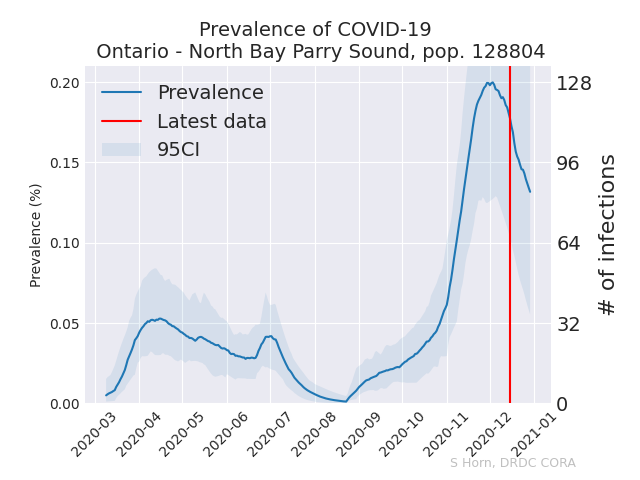 Prevalence of COVID-19
Ontario - North Bay Parry Sound, pop. 128804
Prevalence
Latest data
95CI
Prevalence (%)
0.20
0.15
0.10
0.05
0.00
128
96
64
32
0
# of infections
2020-03
2020-04
2020-05
2020-06
2020-07
2020-08
2020-09
2020-10
2020-11
2020-12
2021-01
S Horn, DRDC CORA